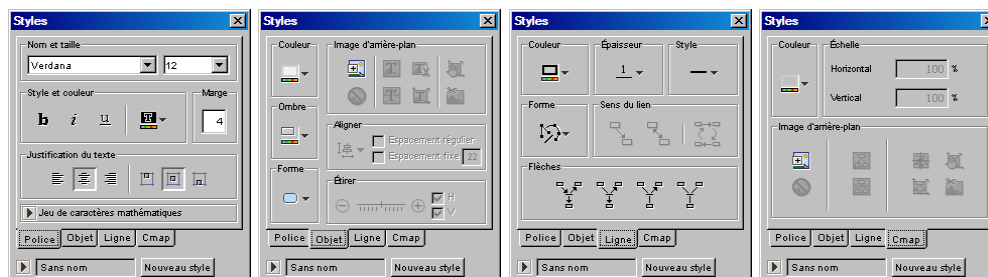 Styles
Nom et taille
Verdana 12
Style et couleur Marge
b i u T 4
Justification du texte
Jeu de caractères mathématiques
Police Objet Ligne Cmap
Sans nom Nouveau style
Styles
Couleur Image d'arrière-plan
Ombre
Aligner
Espacement régulier
Espacement fixe 22
Forme
Étirer
H
V
Police Objet Ligne Cmap
Sans nom Nouveau style
Styles
Couleur Épaisseur Style
1
Forme Sens du lien
Flèches
Police Objet Ligne Cmap
Sans nom Nouveau style
Styles
Couleur Échelle
Horizontal 100 %
Vertical 100 %
Image d'arrière-plan
Police Objet Ligne Cmap
Sans nom Nouveau style